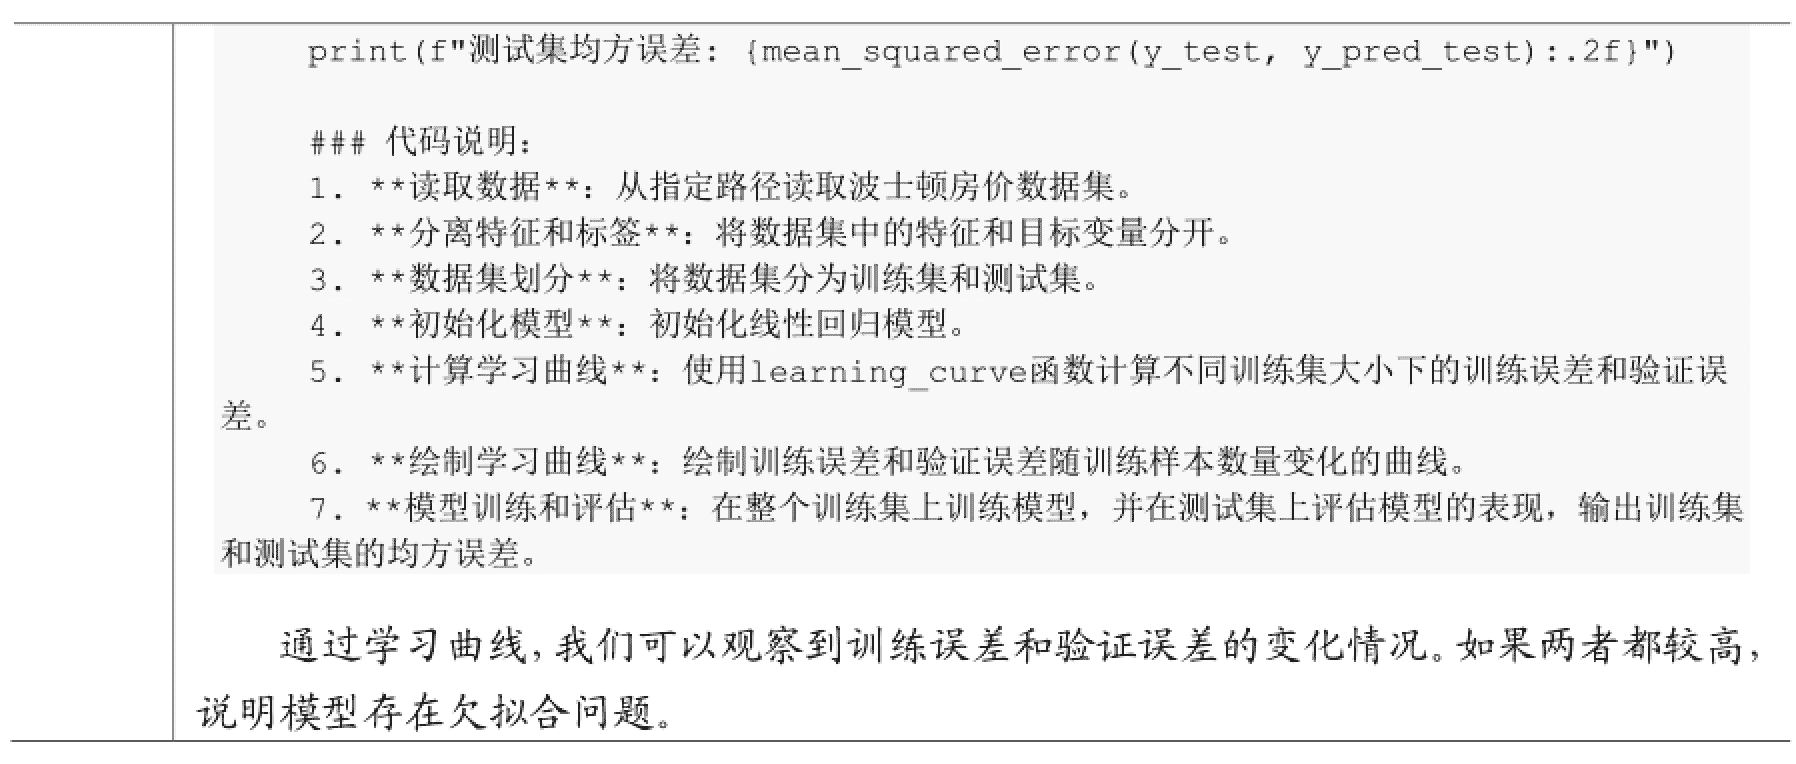 print(f"测试集均方误差: {mean_squared_error(y_test, y_pred_test):.2f}")
### 代码说明:
1. **读取数据**: 从指定路径读取波士顿房价数据集。
2. **分离特征和标签**: 将数据集中的特征和目标变量分开。
3. **数据集划分**: 将数据集分为训练集和测试集。
4. **初始化模型**: 初始化线性回归模型。
5. **计算学习曲线**: 使用learning_curve函数计算不同训练集大小下的训练误差和验证误
差。
6. **绘制学习曲线**: 绘制训练误差和验证误差随训练样本数量变化的曲线。
7. **模型训练和评估**: 在整个训练集上训练模型，并在测试集上评估模型的表现，输出训练集
和测试集的均方误差。
通过学习曲线，我们可以观察到训练误差和验证误差的变化情况。如果两者都较高，
说明模型存在欠拟合问题。